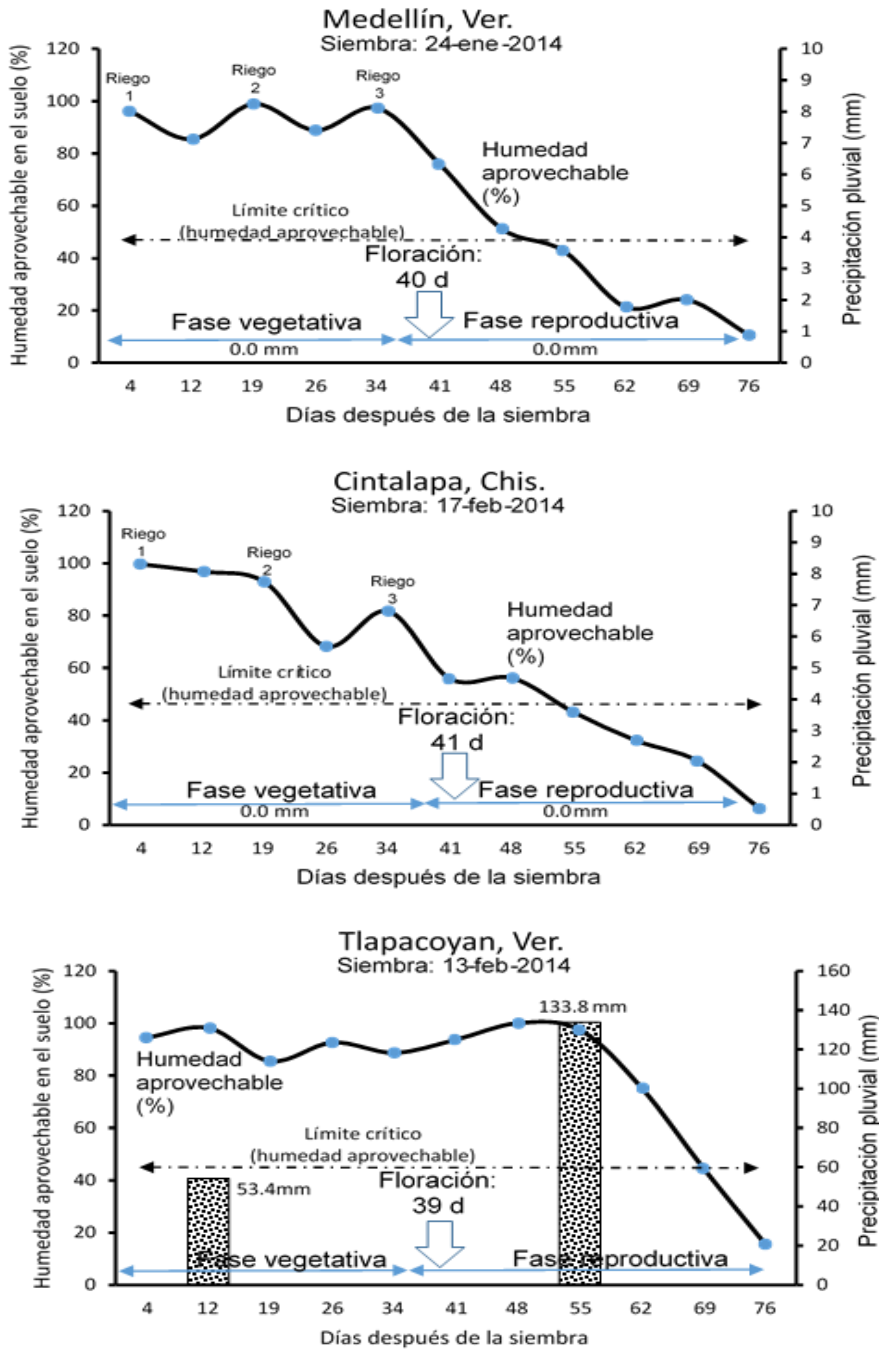 Medellín, Ver.
Siembra: 24-ene-2014
Humedad aprovechable en el suelo (%)
120
100
80
60
40
20
0
Riego
1
Riego
2
Riego
3
Humedad
aprovechable
(%)
Límite crítico
(humedad aprovechable)
Floración:
40 d
Fase vegetativa
Fase reproductiva
0.0 mm
0.0mm
10
9
8
7
6
5
4
3
2
1
0
Precipitación pluvial (mm)
4 12 19 26 34 41 48 55 62 69 76
Días después de la siembra
Cintalapa, Chis.
Siembra: 17-feb-2014
Humedad aprovechable en el suelo (%)
120
100
80
60
40
20
0
Riego
1
Riego
2
Riego
3
Humedad
aprovechable
(%)
Límite crítico
(humedad aprovechable)
Floración:
41 d
Fase vegetativa
Fase reproductiva
0.0 mm
0.0mm
10
9
8
7
6
5
4
3
2
1
0
Precipitación pluvial (mm)
4 12 19 26 34 41 48 55 62 69 76
Días después de la siembra
Tlapacoyan, Ver.
Siembra: 13-feb-2014
Humedad aprovechable en el suelo (%)
120
100
80
60
40
20
0
133.8 mm
Humedad
aprovechable
(%)
Límite crítico
(humedad aprovechable)
53.4mm
Floración:
39 d
Fase vegetativa
Fase reproductiva
160
140
120
100
80
60
40
20
0
Precipitación pluvial (mm)
4 12 19 26 34 41 48 55 62 69 76
Días después de la siembra